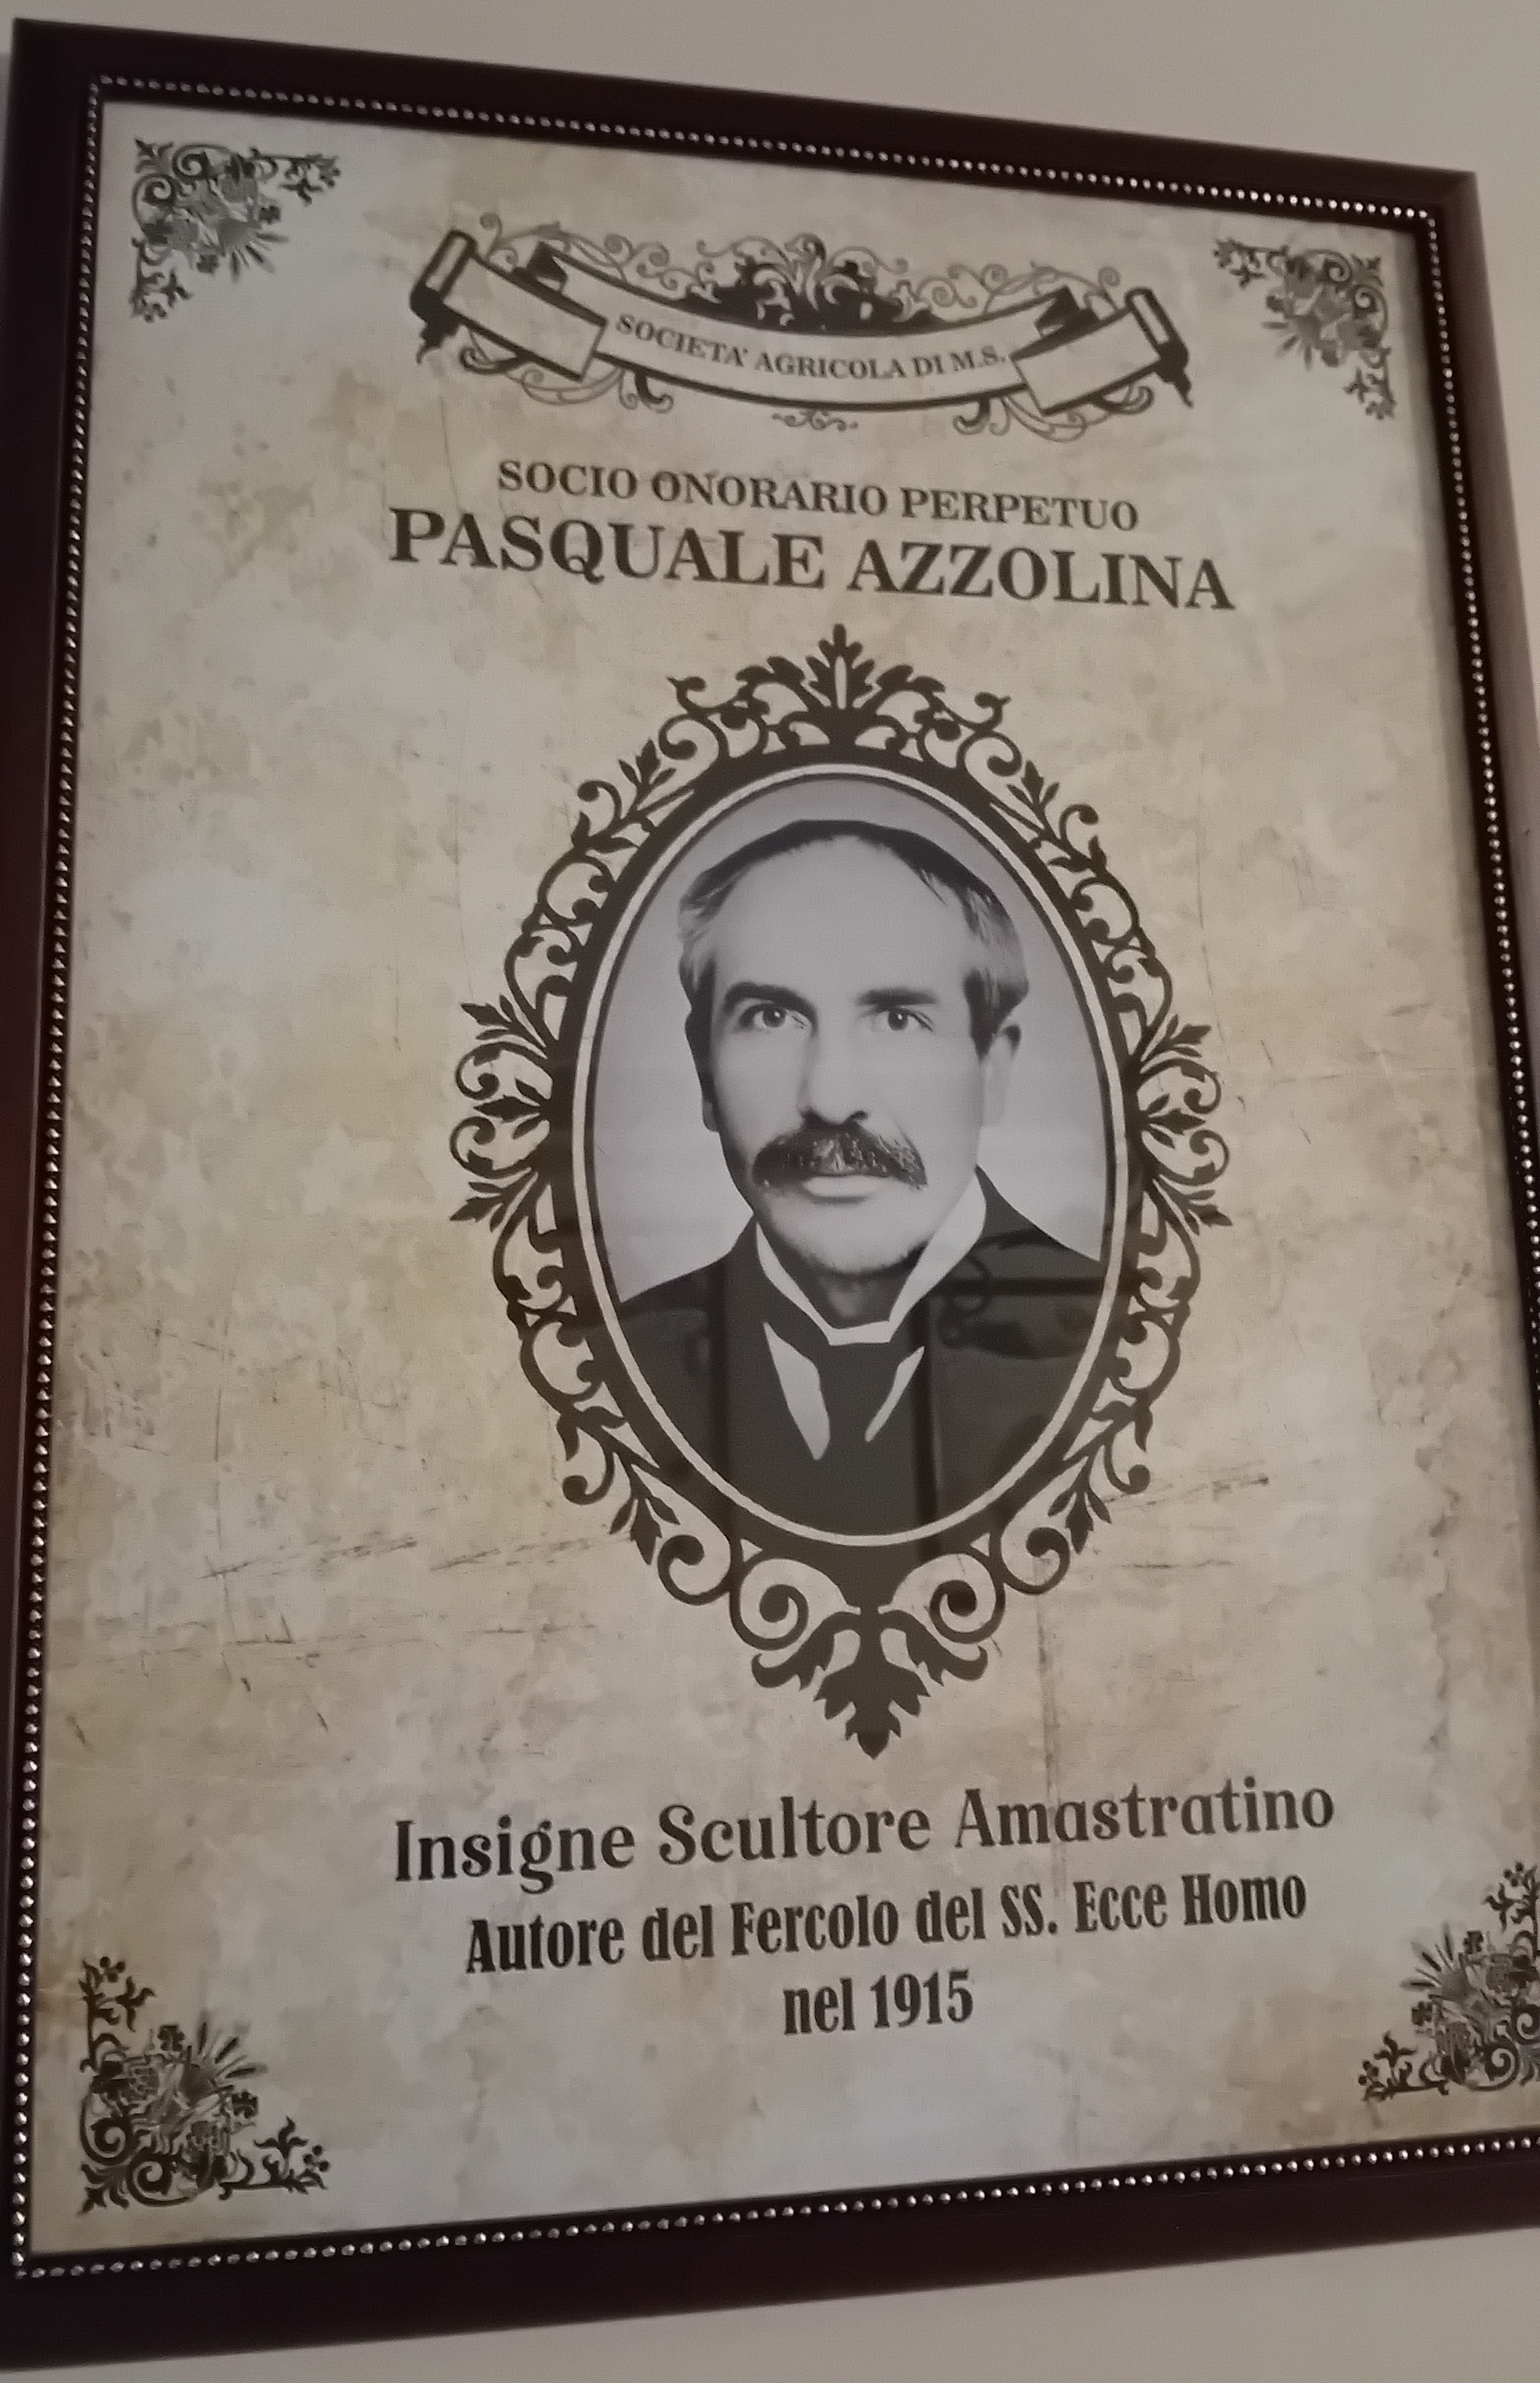 SOCIETA' AGRICOLA DI M.S.
SOCIO ONORARIO PERPETUO
PASQUALE AZZOLINA
Insigne Scultore Amastratino
Autore del Fercolo del SS. Ecce Homo
nel 1915